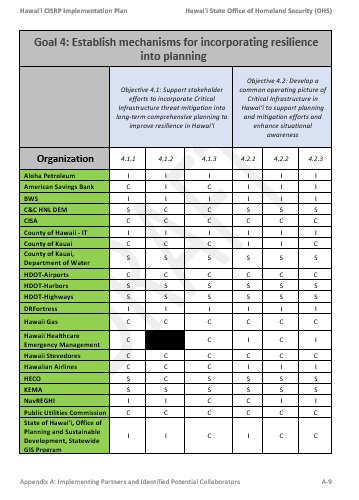 Hawaiʻi CISRP Implementation Plan Hawaiʻi State Office of Homeland Security (OHS)
Goal 4: Establish mechanisms for incorporating resilience
into planning
Objective 4.1: Support stakeholder
efforts to incorporate Critical
Infrastructure threat mitigation into
long-term comprehensive planning to
improve resilience in Hawaiʻi
Objective 4.2: Develop a
common operating picture of
Critical Infrastructure in
Hawaiʻi to support planning
and mitigation efforts and
enhance situational
awareness
Organization 4.1.1 4.1.2 4.1.3 4.2.1 4.2.2 4.2.3
Aloha Petroleum I I I I I I
American Savings Bank C I C I I I
BWS I I I I I I
C&C HNL DEM S C C S S S
CISA C C C C C C
County of Hawaii - IT I I I I I I
County of Kauai C C C I I C
County of Kauai,
Department of Water S S S S S S
HDOT-Airports C C C C C C
HDOT-Harbors S S S S S S
HDOT-Highways S S S S S S
DRFortress I I I I I I
Hawaii Gas C C C C C C
Hawaii Healthcare
Emergency Management C C I C I
Hawaii Stevedores C C C C C C
Hawaiian Airlines C C C I I I
HECO S C S S S S
KEMA S S S S S S
NavREGHI I I C C I I
Public Utilities Commission C C C C C C
State of Hawaiʻi, Office of
Planning and Sustainable
Development, Statewide
GIS Program I I C I C C
DRAFT
Appendix A: Implementing Partners and Identified Potential Collaborators A-9